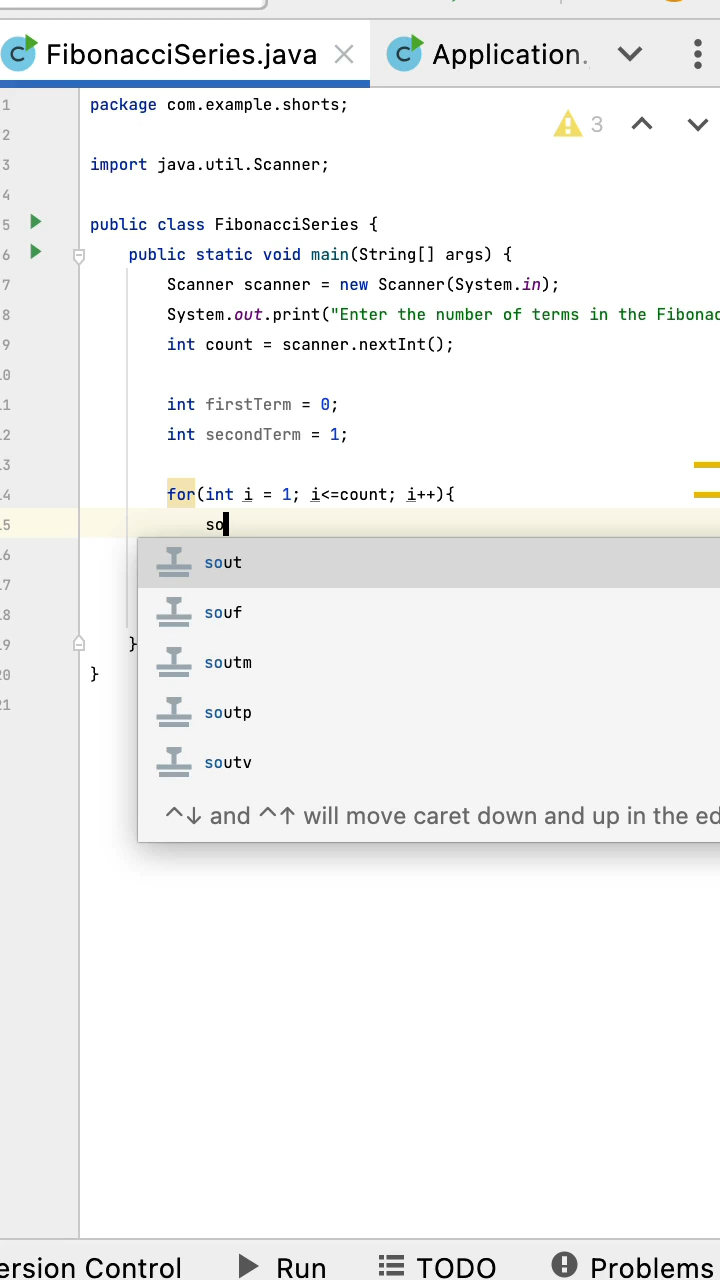 FibonacciSeries.java Application.
1 package com.example.shorts; 3
2
3 import java.util.Scanner;
4
5 public class FibonacciSeries {
6 public static void main(String[] args) {
7 Scanner scanner = new Scanner(System.in);
8 System.out.print("Enter the number of terms in the Fibonac
9 int count = scanner.nextInt();
0
1 int firstTerm = 0;
2 int secondTerm = 1;
3
4 for(int i = 1; i<=count; i++){
5 so
6 sout
7 souf
8 soutm
9 }
20 }
21
soutp
soutv
^↓ and ^↑ will move caret down and up in the ed
ersion Control Run TODO Problems